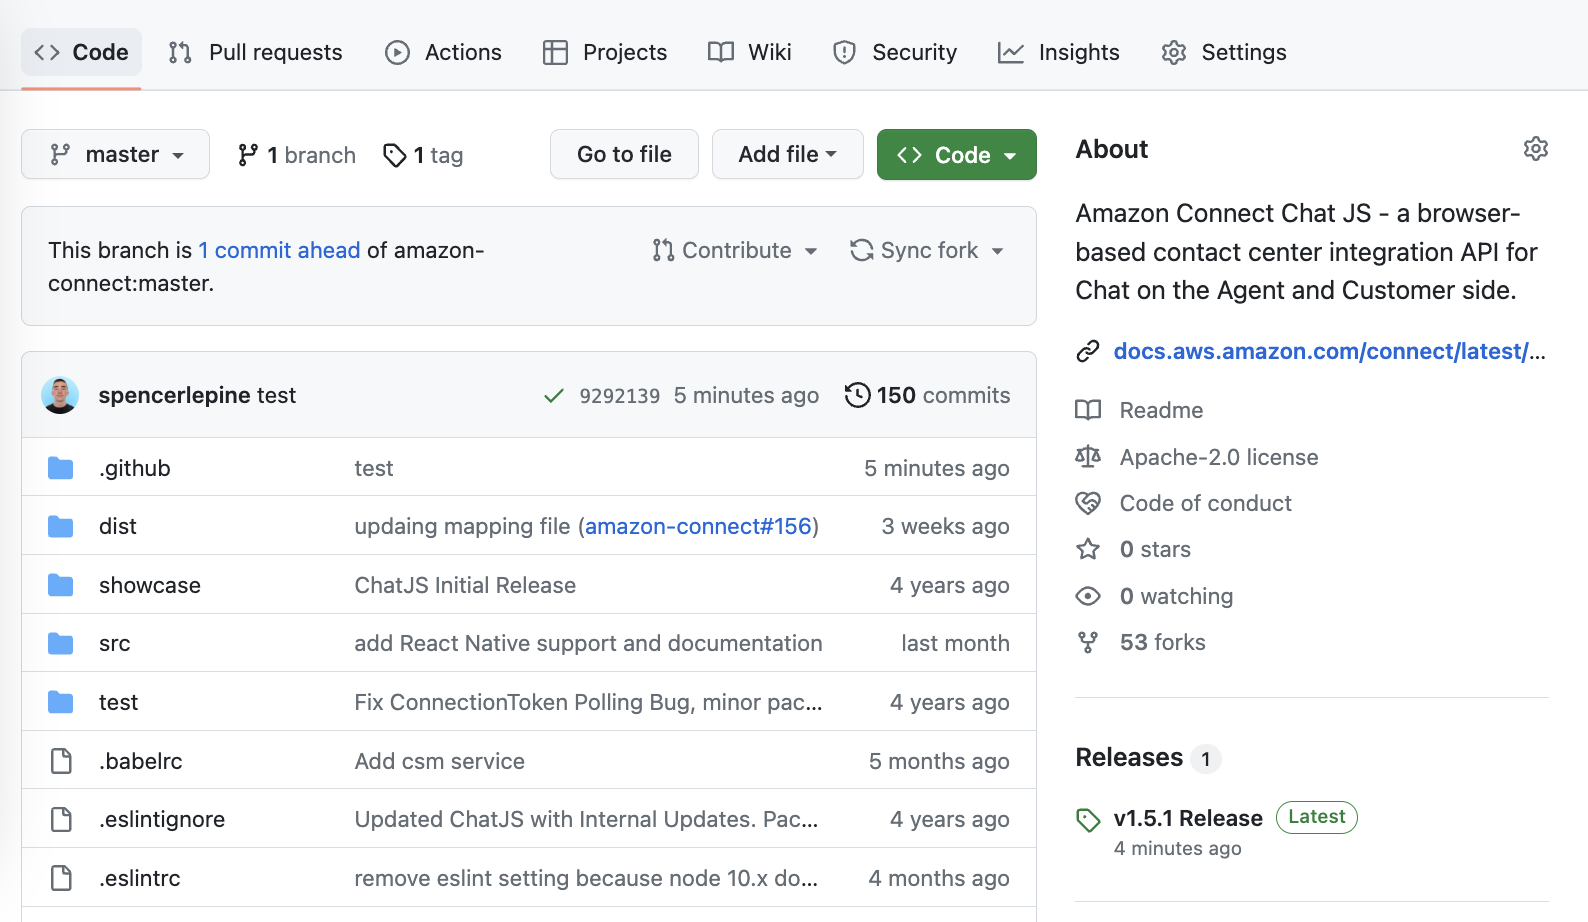 Code Pull requests Actions Projects Wiki Security Insights Settings
master 1 branch 1 tag Go to file Add file Code
This branch is 1 commit ahead of amazon-
connect:master.
Contribute Sync fork
spencerlepine test 9292139 5 minutes ago 150 commits
.github test 5 minutes ago
dist updaing mapping file (amazon-connect#156) 3 weeks ago
showcase ChatJS Initial Release 4 years ago
src add React Native support and documentation last month
test Fix ConnectionToken Polling Bug, minor pac... 4 years ago
.babelrc Add csm service 5 months ago
.eslintignore Updated ChatJS with Internal Updates. Pac... 4 years ago
.eslintrc remove eslint setting because node 10.x do... 4 months ago
About
Amazon Connect Chat JS - a browser-
based contact center integration API for
Chat on the Agent and Customer side.
docs.aws.amazon.com/connect/latest/...
Readme
Apache-2.0 license
Code of conduct
0 stars
0 watching
53 forks
Releases 1
v1.5.1 Release Latest
4 minutes ago